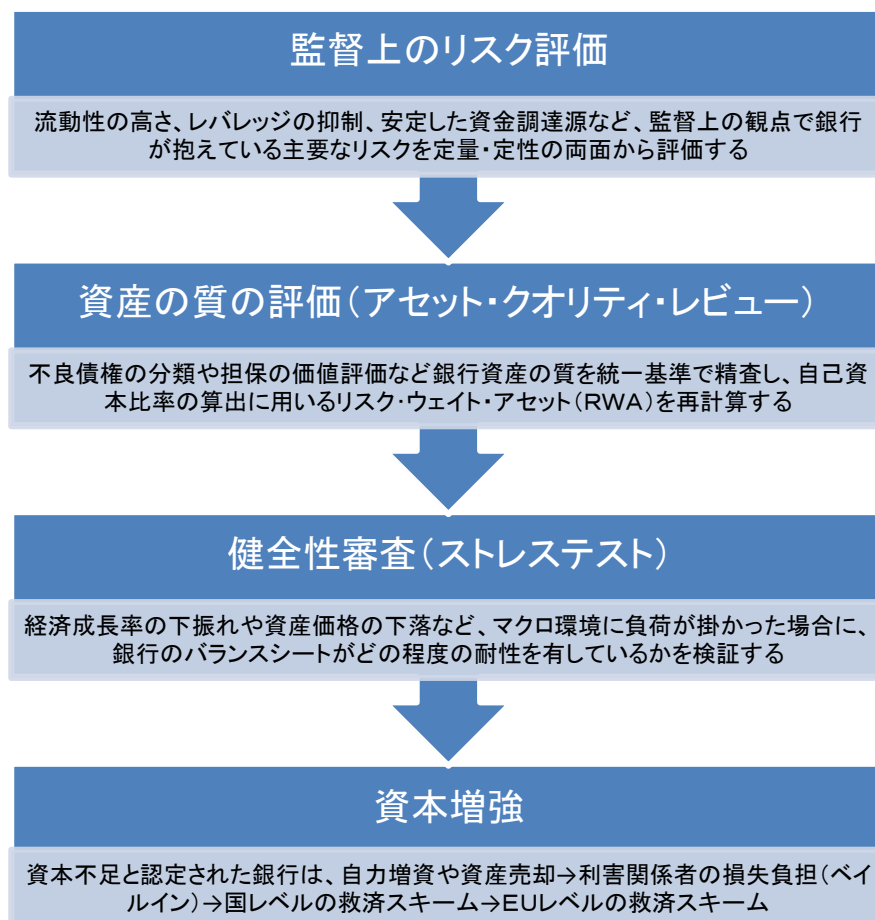 監督上のリスク評価
流動性の高さ、レバレッジの抑制、安定した資金調達源など、監督上の観点で銀行
が抱えている主要なリスクを定量・定性の両面から評価する
資産の質の評価(アセット・クオリティ・レビュー)
不良債権の分類や担保の価値評価など銀行資産の質を統一基準で精査し、自己資
本比率の算出に用いるリスク・ウェイト・アセット(RWA)を再計算する
健全性審査(ストレステスト)
経済成長率の下振れや資産価格の下落など、マクロ環境に負荷が掛かった場合に、
銀行のバランスシートがどの程度の耐性を有しているかを検証する
資本増強
資本不足と認定された銀行は、自力増資や資産売却→利害関係者の損失負担(ベイ
ルイン)→国レベルの救済スキーム→EUレベルの救済スキーム